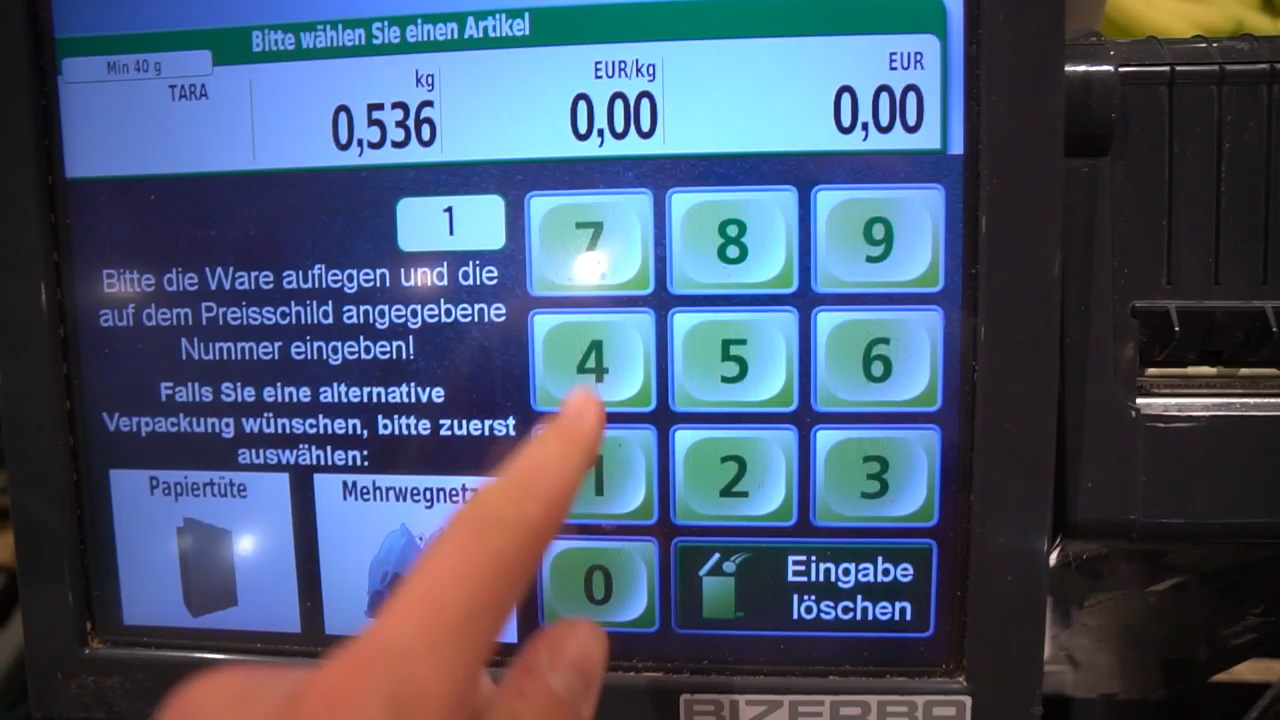 Bitte wählen Sie einen Artikel
Min 40 g
TARA
kg
0,536
EUR/kg
0,00
EUR
0,00
1
Bitte die Ware auflegen und die
auf dem Preisschild angegebene
Nummer eingeben!
Falls Sie eine alternative
Verpackung wünschen, bitte zuerst
auswählen:
Papiertüte
Mehrwegnetz
7 8 9
4 5 6
1 2 3
0
Eingabe
löschen
BIZERBA